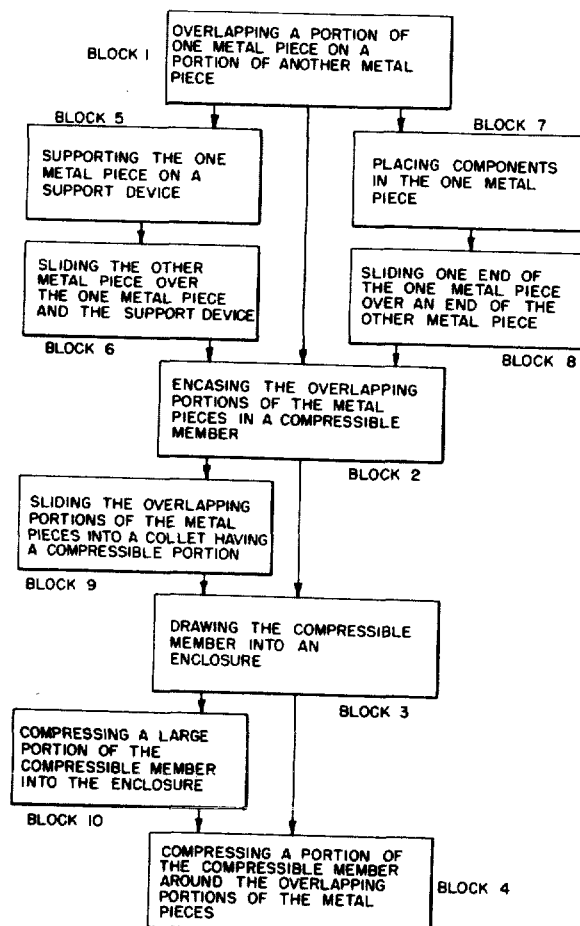 OVERLAPPING A PORTION OF
ONE METAL PIECE ON A
PORTION OF ANOTHER METAL
PIECE
BLOCK 1
BLOCK 5
SUPPORTING THE ONE
METAL PIECE ON A
SUPPORT DEVICE
BLOCK 7
PLACING COMPONENTS
IN THE ONE METAL
PIECE
SLIDING THE OTHER
METAL PIECE OVER
THE ONE METAL PIECE
AND THE SUPPORT DEVICE
BLOCK 6
SLIDING ONE END OF
THE ONE METAL PIECE
OVER AN END OF THE
OTHER METAL PIECE
BLOCK 8
ENCASING THE OVERLAPPING
PORTIONS OF THE METAL
PIECES IN A COMPRESSIBLE
MEMBER
BLOCK 2
SLIDING THE OVERLAPPING
PORTIONS OF THE METAL
PIECES INTO A COLLET HAVING
A COMPRESSIBLE PORTION
BLOCK 9
DRAWING THE COMPRESSIBLE
MEMBER INTO AN
ENCLOSURE
BLOCK 3
COMPRESSING A LARGE
PORTION OF THE
COMPRESSIBLE MEMBER
INTO THE ENCLOSURE
BLOCK 10
COMPRESSING A PORTION OF
THE COMPRESSIBLE MEMBER
AROUND THE OVERLAPPING
PORTIONS OF THE METAL
PIECES
BLOCK 4